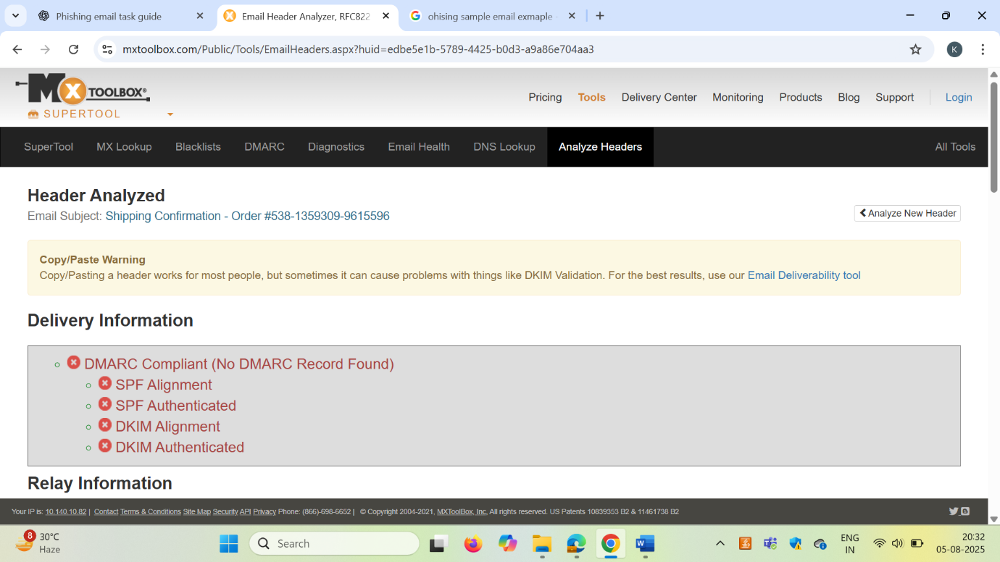 Phishing email task guide
Email Header Analyzer, RFC822
ohising sample email exmaple -
mxtoolbox.com/Public/Tools/EmailHeaders.aspx?huid=edbe5e1b-5789-4425-b0d3-a9a86e704aa3
K
MX TOOLBOX®
SUPERTOOL
Pricing Tools Delivery Center Monitoring Products Blog Support Login
SuperTool MX Lookup Blacklists DMARC Diagnostics Email Health DNS Lookup Analyze Headers All Tools
Header Analyzed
Email Subject: Shipping Confirmation - Order #538-1359309-9615596
Analyze New Header
Copy/Paste Warning
Copy/Pasting a header works for most people, but sometimes it can cause problems with things like DKIM Validation. For the best results, use our Email Deliverability tool
Delivery Information
DMARC Compliant (No DMARC Record Found)
SPF Alignment
SPF Authenticated
DKIM Alignment
DKIM Authenticated
Relay Information
Your IP is: 10.140.10.82 | Contact Terms & Conditions Site Map Security API Privacy Phone: (866)-698-6652 | © Copyright 2004-2021, MXToolBox, Inc. All rights reserved. US Patents 10839353 B2 & 11461738 B2
8
30°C
Haze
Search
ENG
IN
20:32
05-08-2025